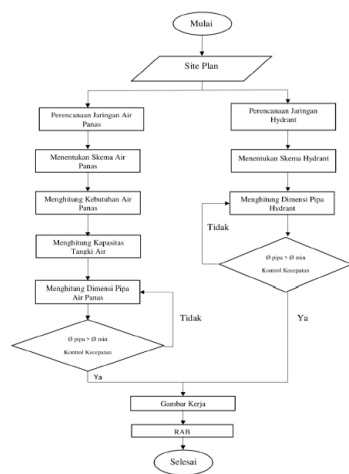 Mulai
Site Plan
Perencanaan Jaringan Air
Panas
Menentukan Skema Air
Panas
Menghitung Kebutuhan Air
Panas
Menghitung Kapasitas
Tangki Air
Menghitung Dimensi Pipa
Air Panas
Tidak
Ø pipa > Ø min
Kontrol Kecepatan
Ya
Perencanaan Jaringan
Hydrant
Menentukan Skema Hydrant
Menghitung Dimensi Pipa
Hydrant
Tidak
Ø pipa > Ø min
Kontrol Kecepatan
Ya
Gambar Kerja
RAB
Selesai